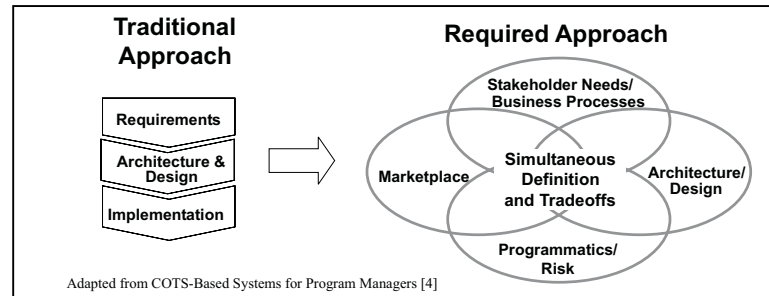 Traditional
Approach
Requirements
Architecture &
Design
Implementation
Required Approach
Stakeholder Needs/
Business Processes
Marketplace
Simultaneous
Definition
and Tradeoffs
Architecture/
Design
Programmatics/
Risk
Adapted from COTS-Based Systems for Program Managers [4]